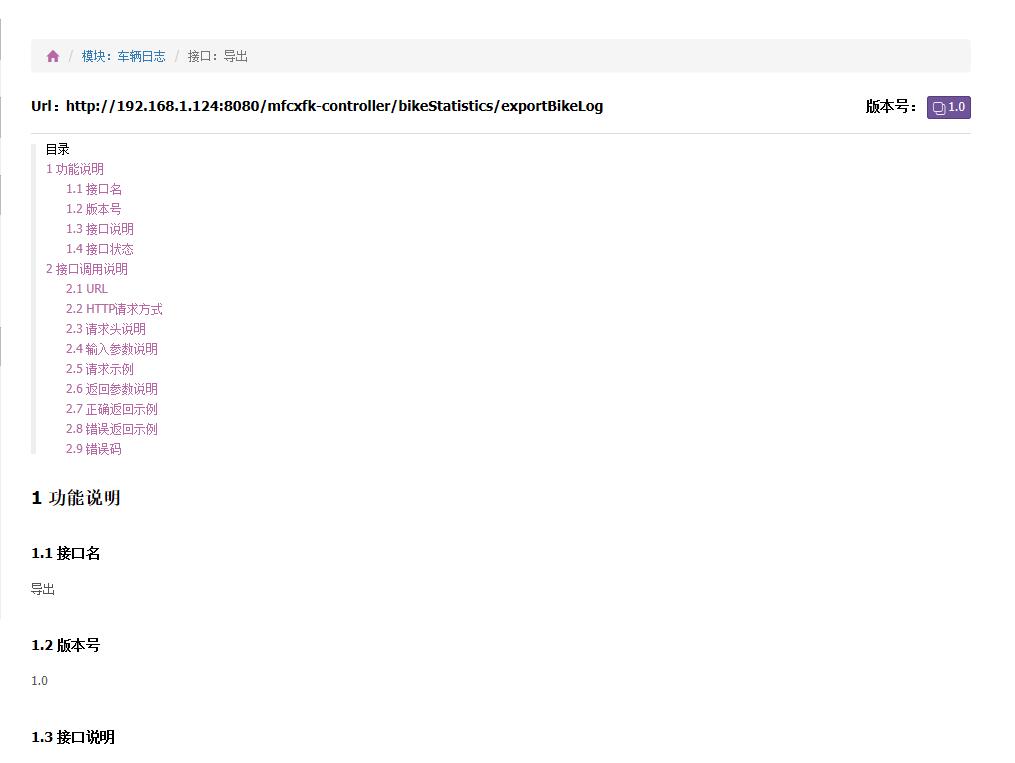 / 模块：车辆日志 / 接口：导出
Url：http://192.168.1.124:8080/mfcxfk-controller/bikeStatistics/exportBikeLog 版本号： 1.0
目录
1 功能说明
1.1 接口名
1.2 版本号
1.3 接口说明
1.4 接口状态
2 接口调用说明
2.1 URL
2.2 HTTP请求方式
2.3 请求头说明
2.4 输入参数说明
2.5 请求示例
2.6 返回参数说明
2.7 正确返回示例
2.8 错误返回示例
2.9 错误码
1 功能说明
1.1 接口名
导出
1.2 版本号
1.0
1.3 接口说明